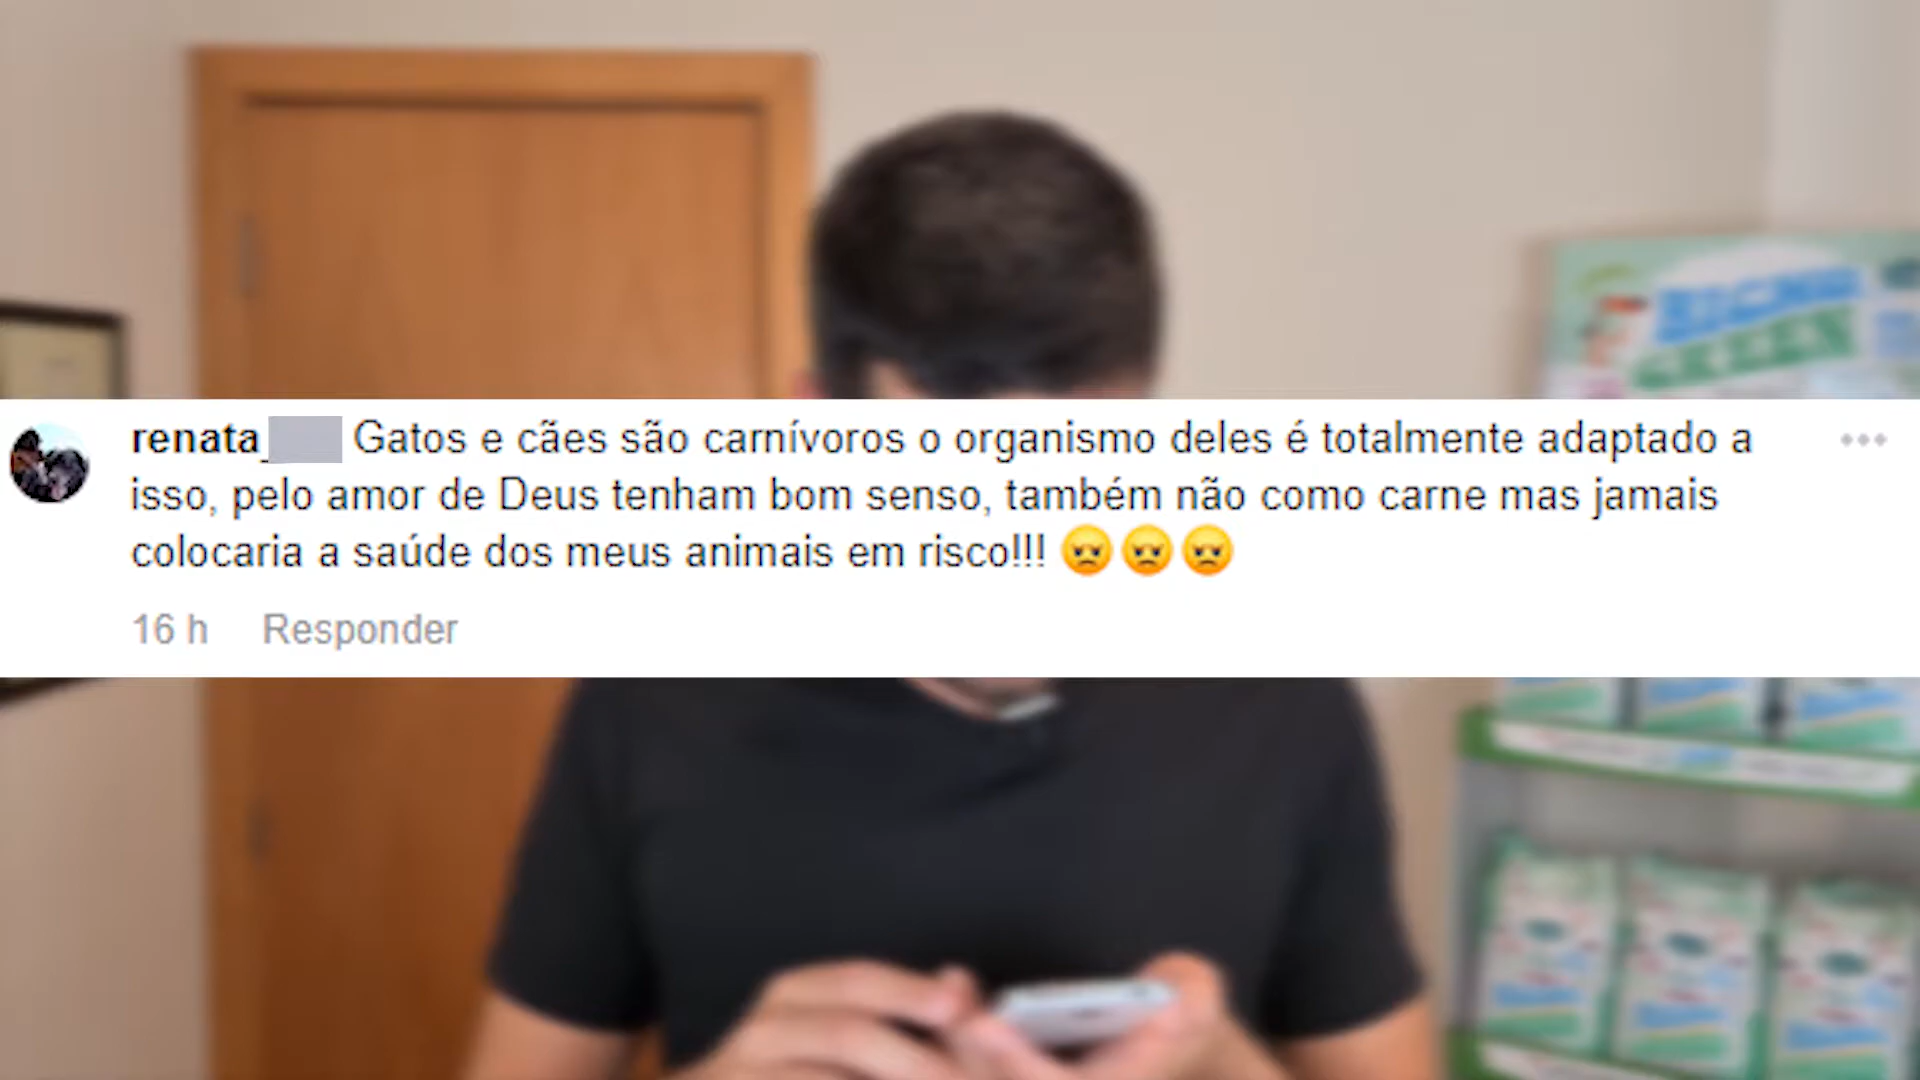 renata_ Gatos e cães são carnívoros o organismo deles é totalmente adaptado a
isso, pelo amor de Deus tenham bom senso, também não como carne mas jamais
colocaria a saúde dos meus animais em risco!!! 😠😠😠
16 h Responder